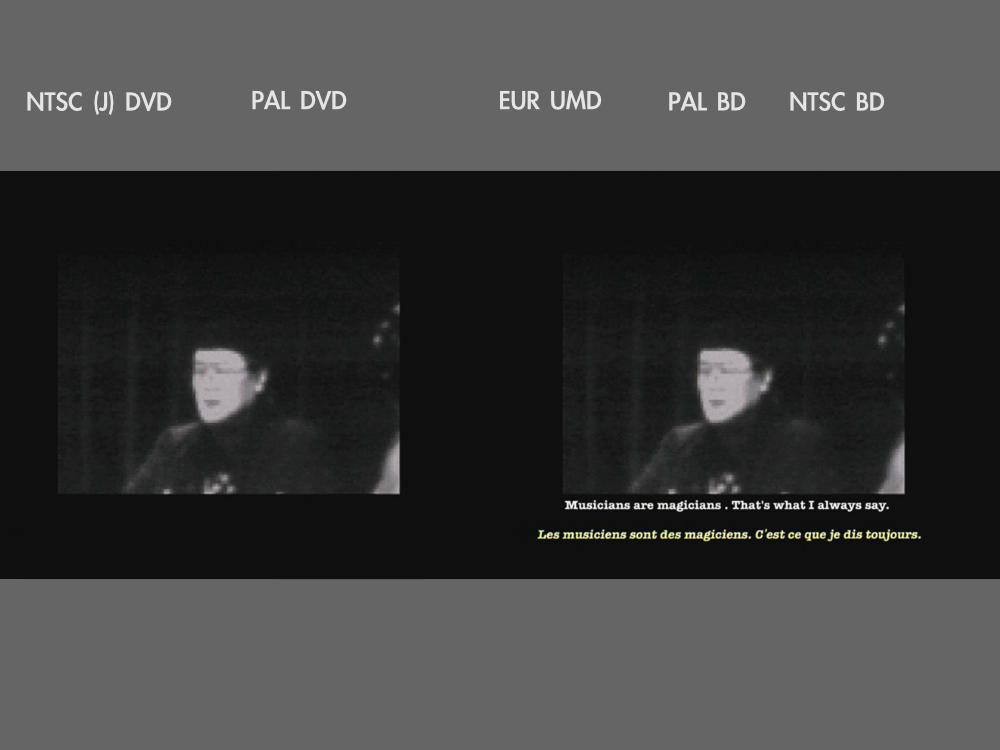 NTSC (J) DVD PAL DVD EUR UMD PAL BD NTSC BD
Musicians are magicians . That's what I always say.
Les musiciens sont des magiciens. C'est ce que je dis toujours.